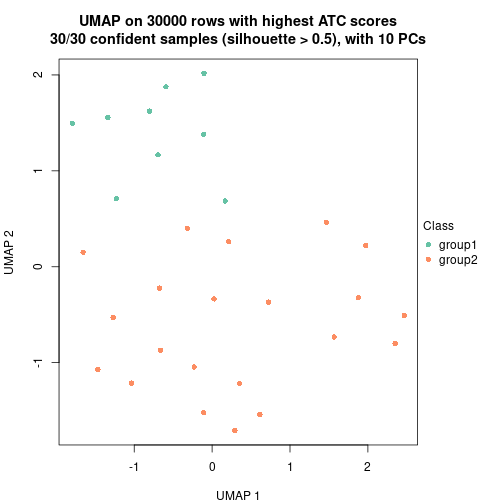 UMAP on 30000 rows with highest ATC scores
30/30 confident samples (silhouette > 0.5), with 10 PCs
2
1
0
-1
UMAP 2
Class
group1
group2
-1 0 1 2
UMAP 1